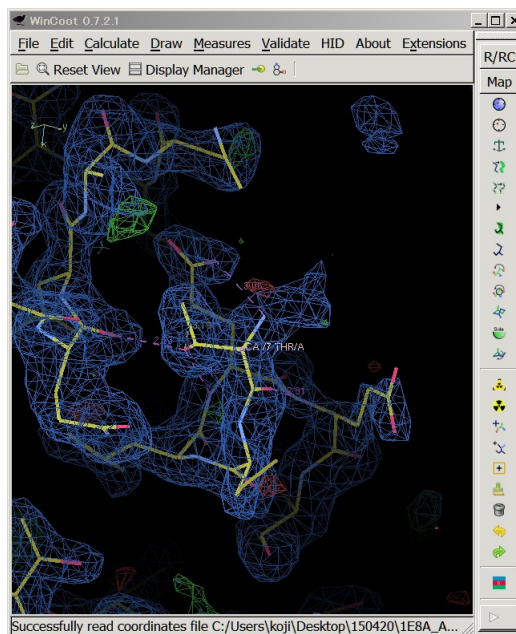 WinCoot 0.7.2.1
File Edit Calculate Draw Measures Validate HID About Extensions
Reset View Display Manager
R/RC
Map
CA /7 THR/A
Side
Successfully read coordinates file C:/Users\koji\Desktop\150420\1E8A_A...